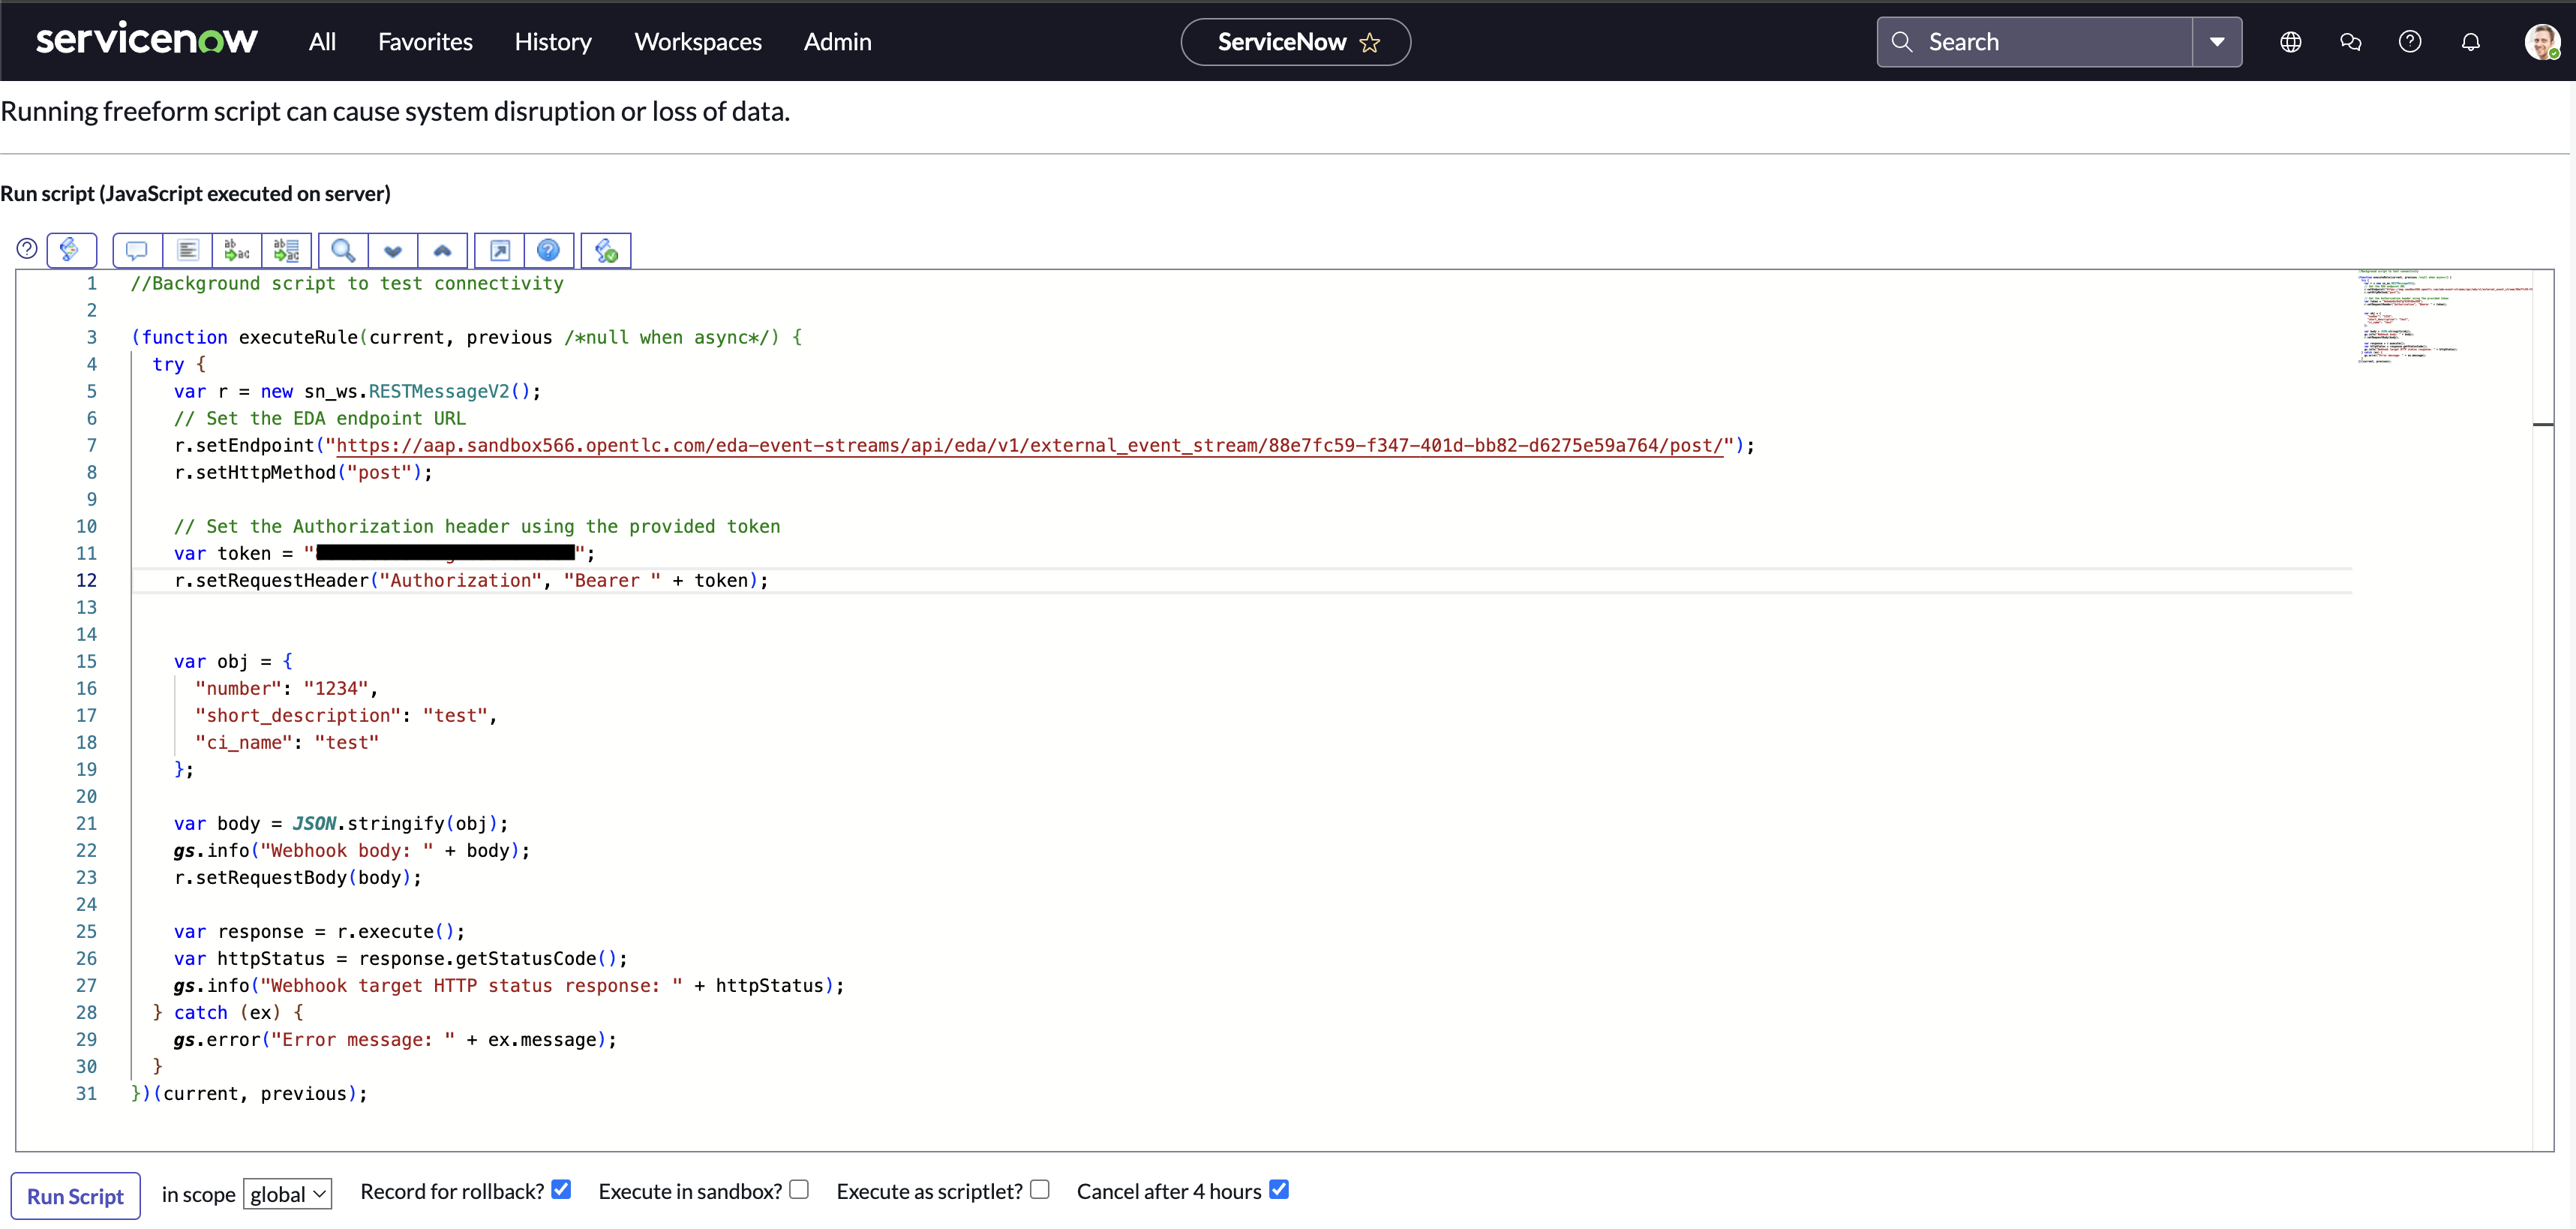 servicenow All Favorites History Workspaces Admin ServiceNow Search
Running freeform script can cause system disruption or loss of data.
Run script (JavaScript executed on server)
1 //Background script to test connectivity
2
3 (function executeRule(current, previous /*null when async*/) {
4 try {
5 var r = new sn_ws.RESTMessageV2();
6 // Set the EDA endpoint URL
7 r.setEndpoint("https://aap.sandbox566.opentlc.com/eda-event-streams/api/eda/v1/external_event_stream/88e7fc59-f347-401d-bb82-d6275e59a764/post/");
8 r.setHttpMethod("post");
9
10 // Set the Authorization header using the provided token
11 var token = "";
12 r.setRequestHeader("Authorization", "Bearer " + token);
13
14
15 var obj = {
16 "number": "1234",
17 "short_description": "test",
18 "ci_name": "test"
19 };
20
21 var body = JSON.stringify(obj);
22 gs.info("Webhook body: " + body);
23 r.setRequestBody(body);
24
25 var response = r.execute();
26 var httpStatus = response.getStatusCode();
27 gs.info("Webhook target HTTP status response: " + httpStatus);
28 } catch (ex) {
29 gs.error("Error message: " + ex.message);
30 }
31 })(current, previous);
Run Script in scope global Record for rollback? Execute in sandbox? Execute as scriptlet? Cancel after 4 hours